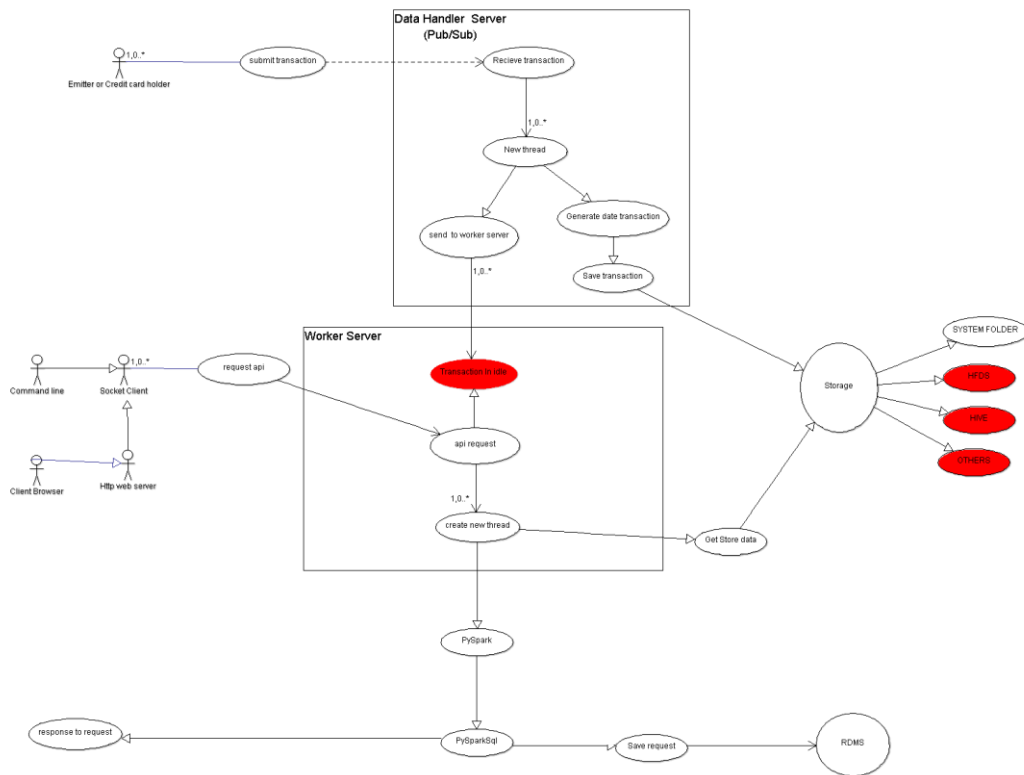 Data Handler Server
(Pub/Sub)
1,0..*
submit transaction
Recieve transaction
Emitter or Credit card holder
1,0..*
New thread
Generate date transaction
send to worker server
1,0..*
Save transaction
Worker Server
SYSTEM FOLDER
1,0..*
request api
Transaction in idle
Storage
HFDS
Command line
Socket Client
HIVE
api request
OTHERS
Client Browser
Http web server
1,0..*
create new thread
Get Store data
PySpark
response to request
PySparkSql
Save request
RDMS